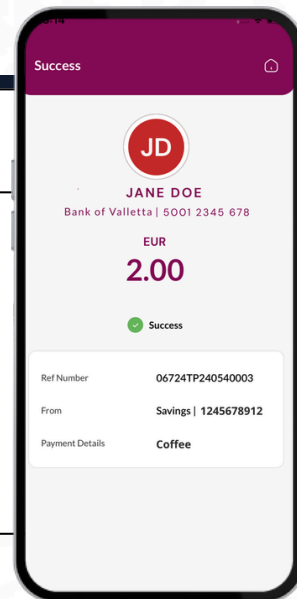 Success
JD
JANE DOE
Bank of Valletta | 5001 2345 678
EUR
2.00
Success
Ref Number 06724TP240540003
From Savings | 1245678912
Payment Details Coffee